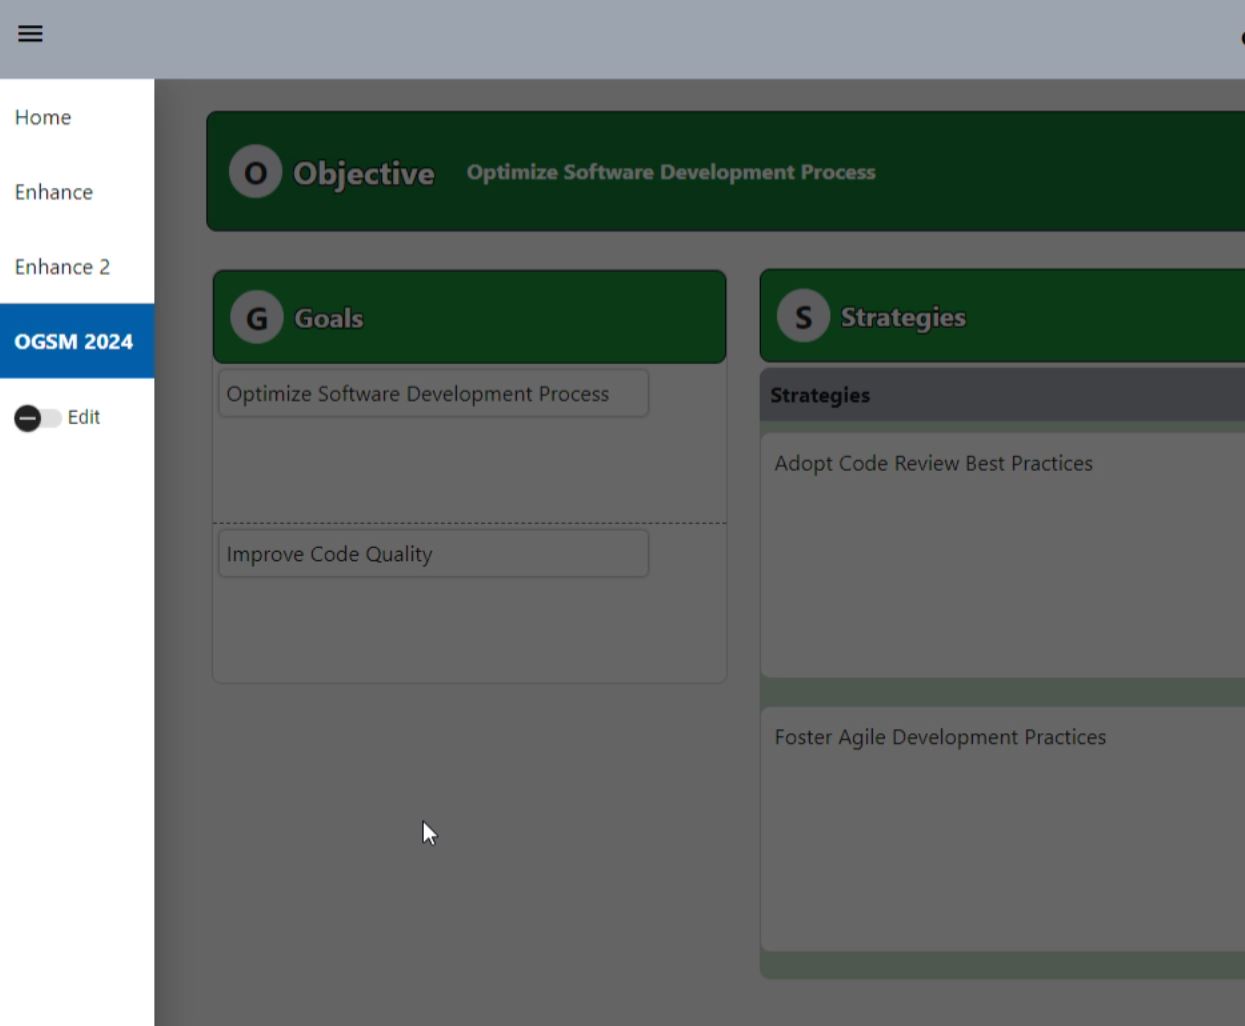 Home
Enhance
Enhance 2
OGSM 2024
Edit
O Objective Optimize Software Development Process
G Goals
Optimize Software Development Process
Improve Code Quality
S Strategies
Strategies
Adopt Code Review Best Practices
Foster Agile Development Practices